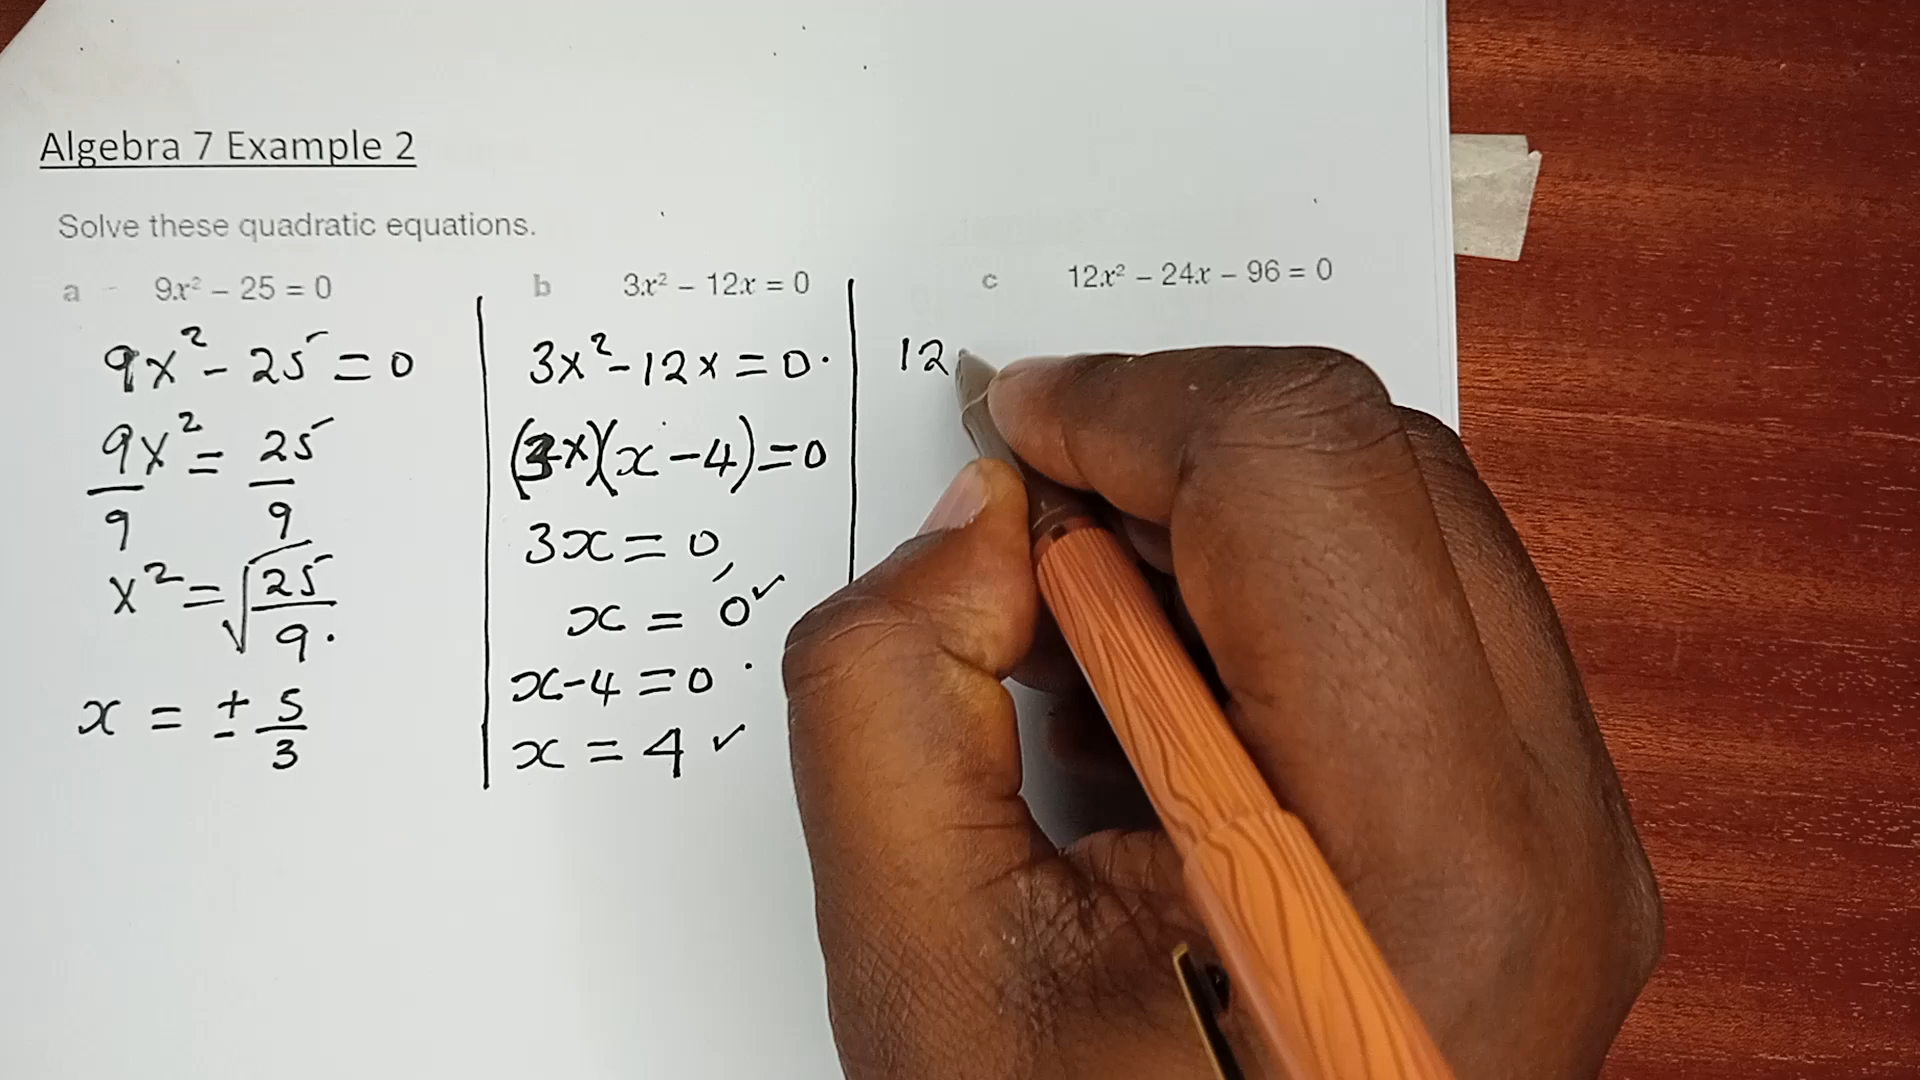 Algebra 7 Example 2
Solve these quadratic equations.
a - 9x² – 25 = 0
9x² - 25 = 0
9x²/9 = 25/9
x² = √25/9.
x = ± 5/3
b 3x² – 12x = 0
3x² - 12x = 0.
(3x)(x - 4) = 0
3x = 0,
x = 0 ✓
x - 4 = 0
x = 4 ✓
c 12x² – 24x – 96 = 0
12